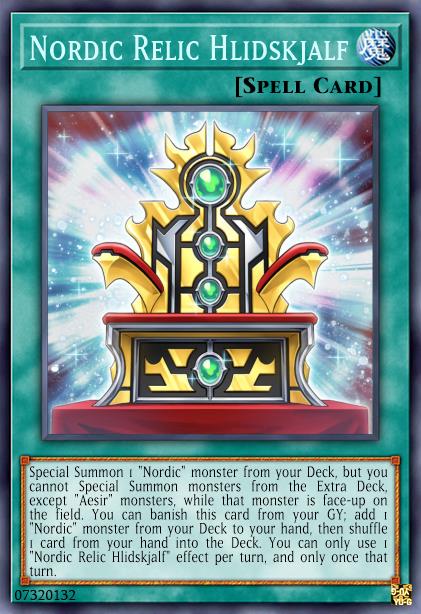 Nordic Relic Hlidskjalf
[Spell Card]
Special Summon 1 "Nordic" monster from your Deck, but you
cannot Special Summon monsters from the Extra Deck,
except "Aesir" monsters, while that monster is face-up on
the field. You can banish this card from your GY; add 1
"Nordic" monster from your Deck to your hand, then shuffle
1 card from your hand into the Deck. You can only use 1
"Nordic Relic Hlidskjalf" effect per turn, and only once that
turn.
07320132